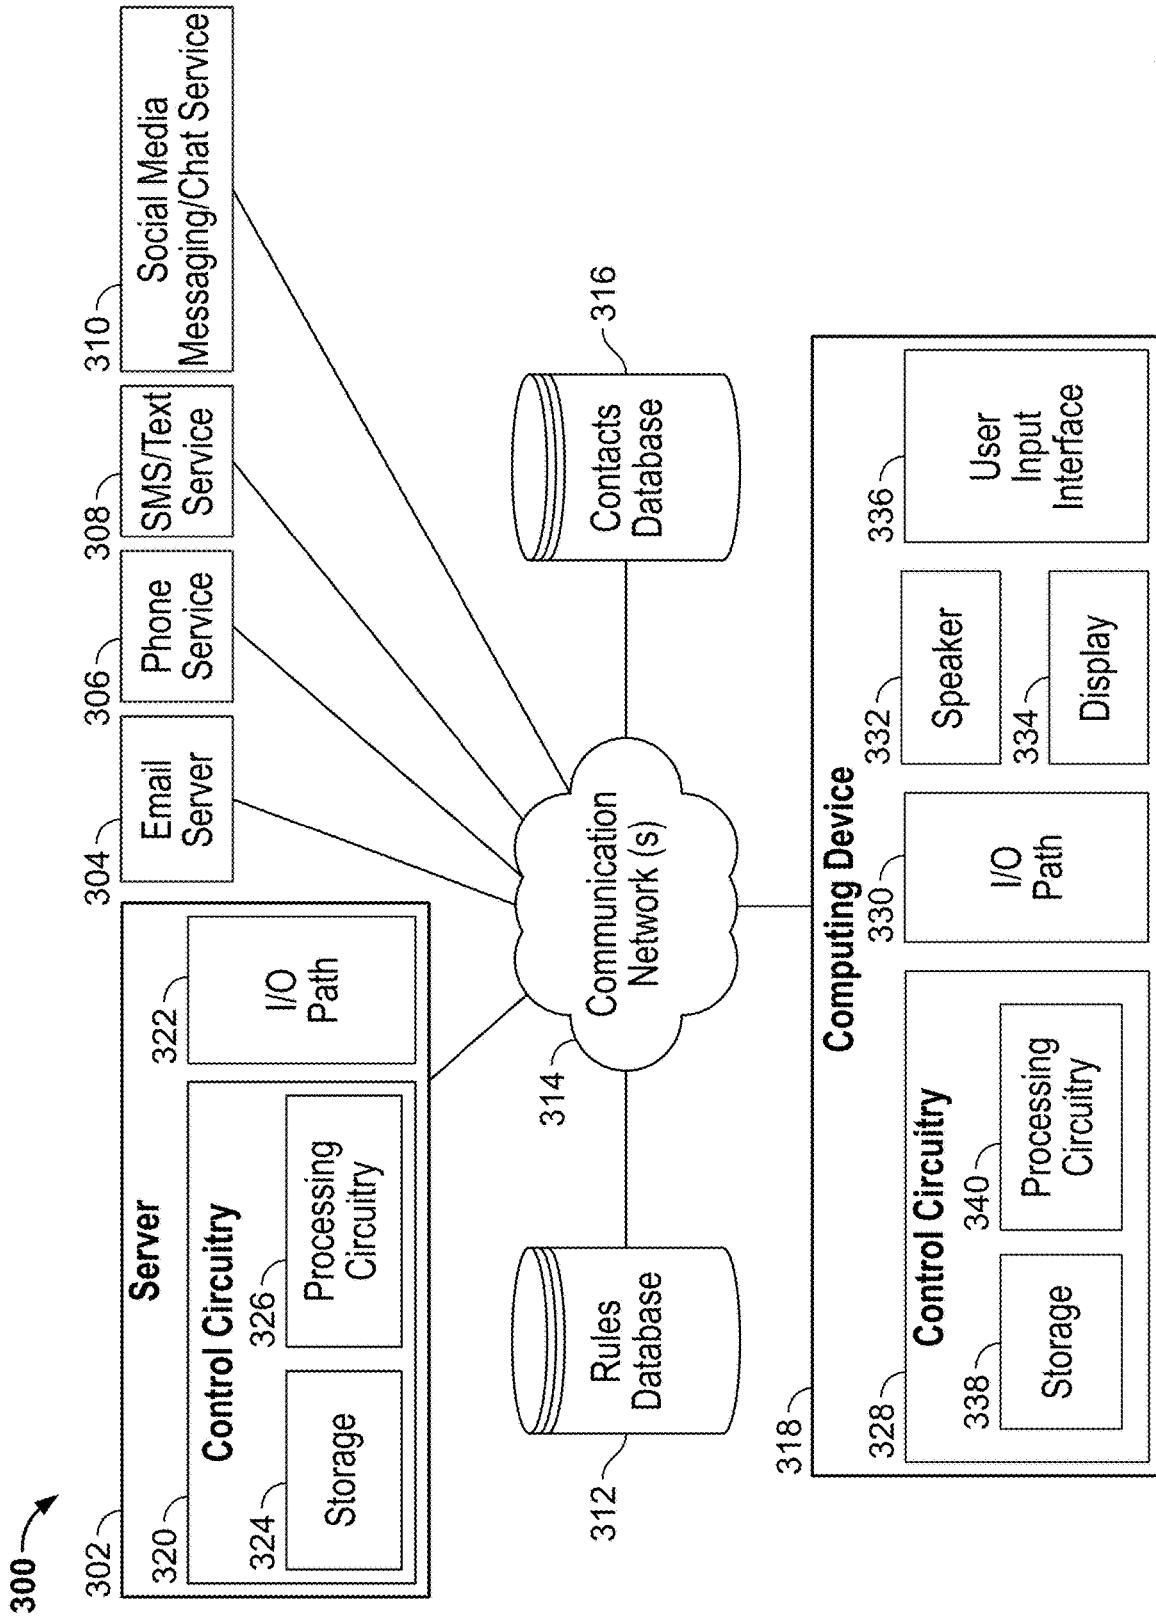 300
302
Server
320
Control Circuitry
324
Storage
326
Processing
Circuitry
322
I/O
Path
304
Email
Server
306
Phone
Service
308
SMS/Text
Service
310
Social Media
Messaging/Chat Service
312
Rules
Database
314
Communication
Network (s)
316
Contacts
Database
318
Computing Device
328
Control Circuitry
338
Storage
340
Processing
Circuitry
330
I/O
Path
332
Speaker
334
Display
336
User
Input
Interface